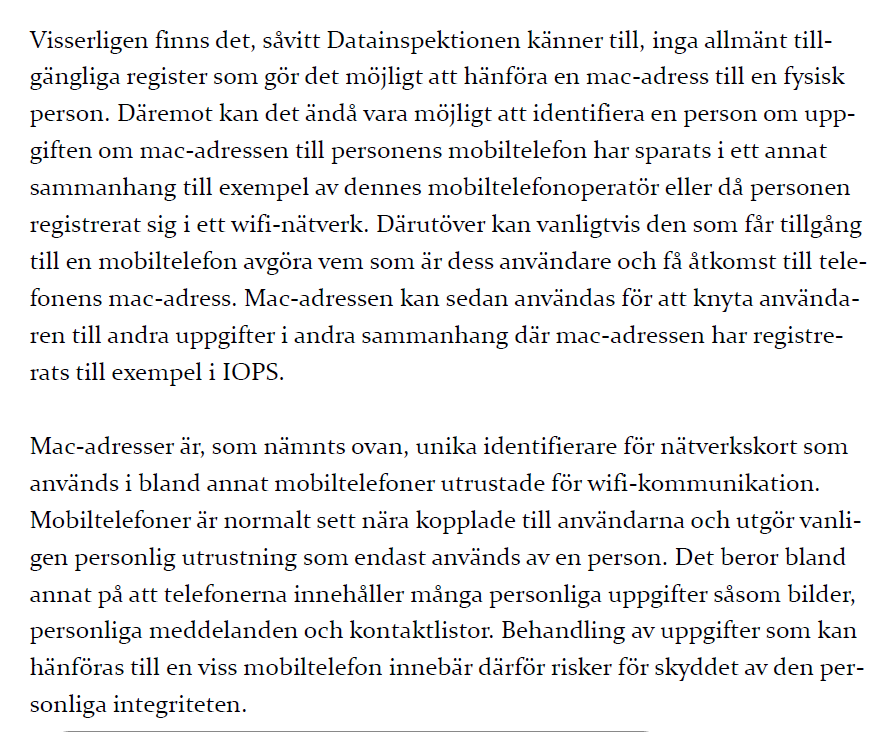 Visserligen finns det, såvitt Datainspektionen känner till, inga allmänt till-
gängliga register som gör det möjligt att hänföra en mac-adress till en fysisk
person. Däremot kan det ändå vara möjligt att identifiera en person om upp-
giften om mac-adressen till personens mobiltelefon har sparats i ett annat
sammanhang till exempel av dennes mobiltelefonoperatör eller då personen
registrerat sig i ett wifi-nätverk. Därutöver kan vanligtvis den som får tillgång
till en mobiltelefon avgöra vem som är dess användare och få åtkomst till tele-
fonens mac-adress. Mac-adressen kan sedan användas för att knyta använda-
ren till andra uppgifter i andra sammanhang där mac-adressen har registre-
rats till exempel i IOPS.
Mac-adresser är, som nämnts ovan, unika identifierare för nätverkskort som
används i bland annat mobiltelefoner utrustade för wifi-kommunikation.
Mobiltelefoner är normalt sett nära kopplade till användarna och utgör vanli-
gen personlig utrustning som endast används av en person. Det beror bland
annat på att telefonerna innehåller många personliga uppgifter såsom bilder,
personliga meddelanden och kontaktlistor. Behandling av uppgifter som kan
hänföras till en viss mobiltelefon innebär därför risker för skyddet av den per-
sonliga integriteten.